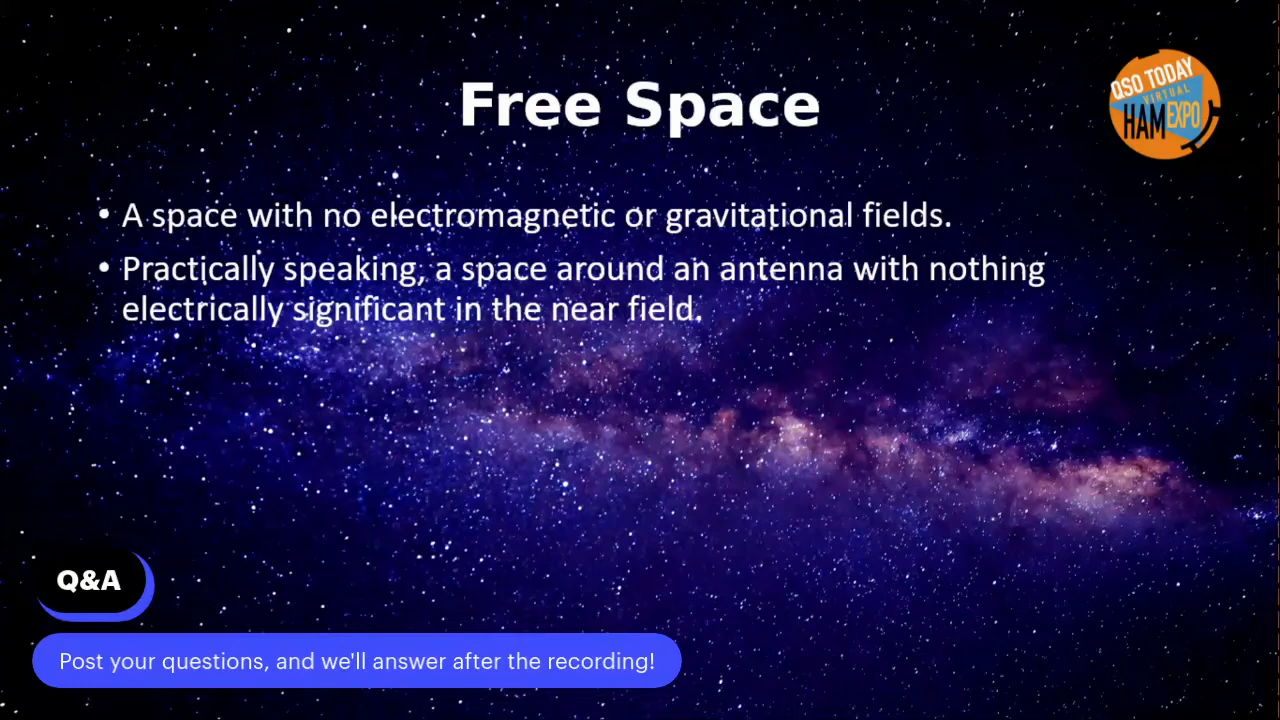 Free Space
QSO TODAY
VIRTUAL
HAM EXPO
• A space with no electromagnetic or gravitational fields.
• Practically speaking, a space around an antenna with nothing
electrically significant in the near field.
Q&A
Post your questions, and we'll answer after the recording!